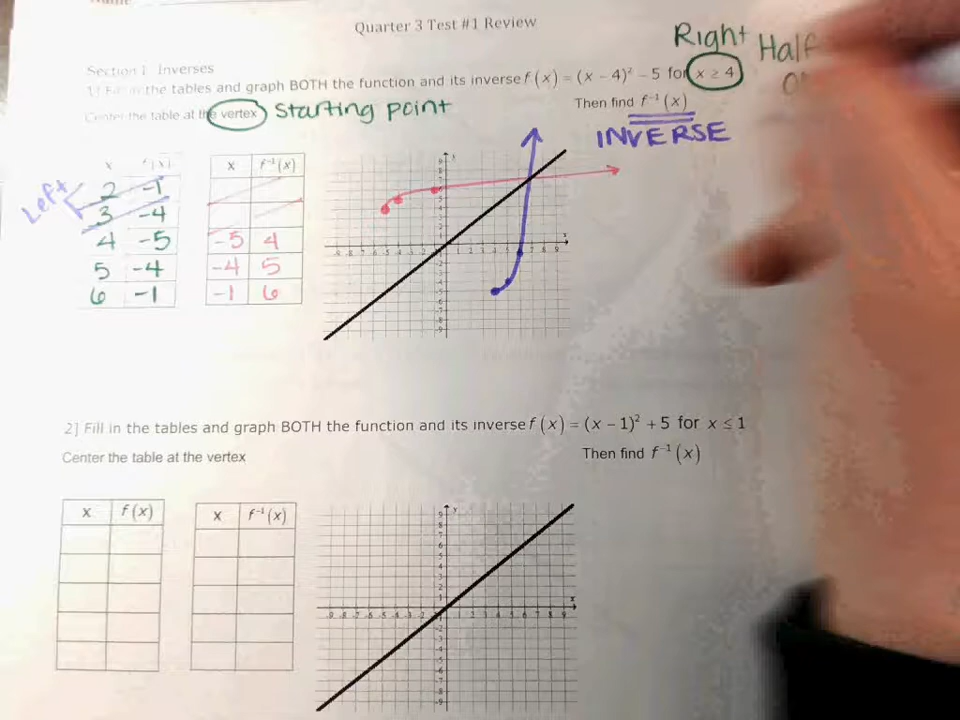 Quarter 3 Test #1 Review
Right Half
Section 1 Inverses
1] Fill in the tables and graph BOTH the function and its inverse f(x) = (x − 4)² − 5 for x ≥ 4
Center the table at the vertex Starting point
Then find f⁻¹(x)
INVERSE
Left
x f(x)
2 -1
3 -4
4 -5
5 -4
6 -1
x f⁻¹(x)
-5 4
-4 5
-1 6
2] Fill in the tables and graph BOTH the function and its inverse f(x) = (x − 1)² + 5 for x ≤ 1
Center the table at the vertex
Then find f⁻¹(x)
x f(x)
x f⁻¹(x)